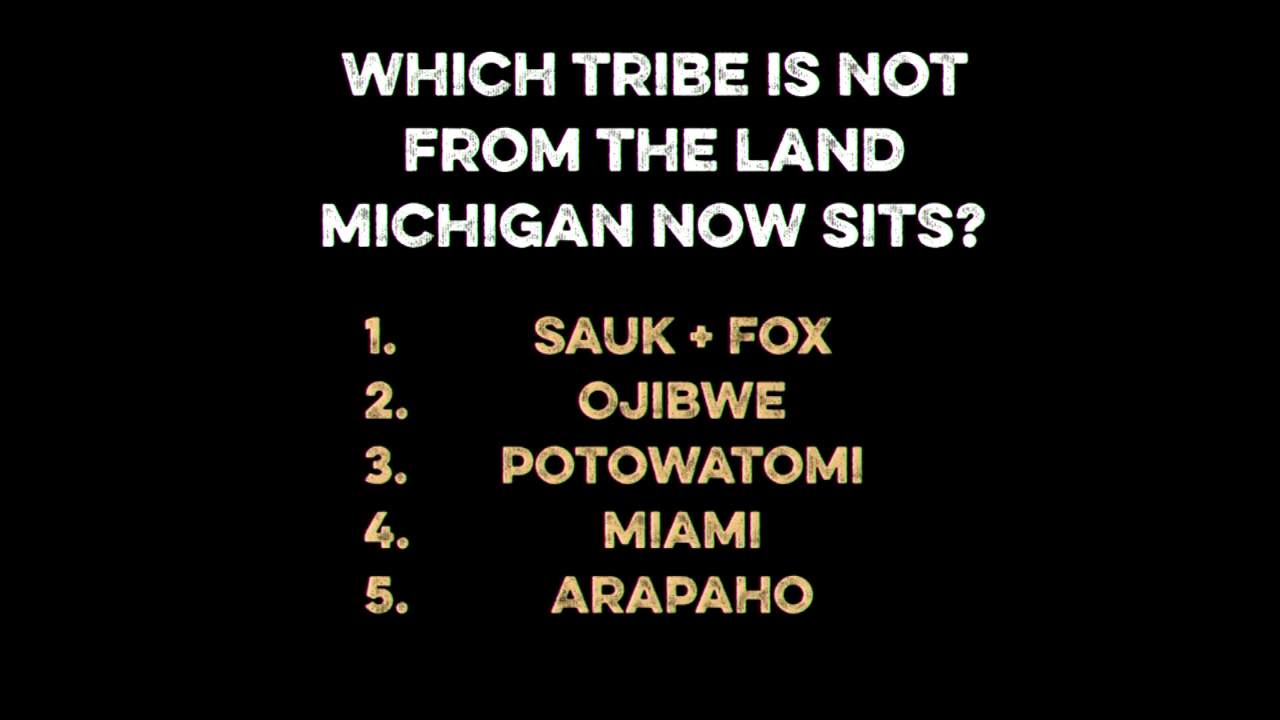 WHICH TRIBE IS NOT
FROM THE LAND
MICHIGAN NOW SITS?
1. SAUK + FOX
2. OJIBWE
3. POTOWATOMI
4. MIAMI
5. ARAPAHO